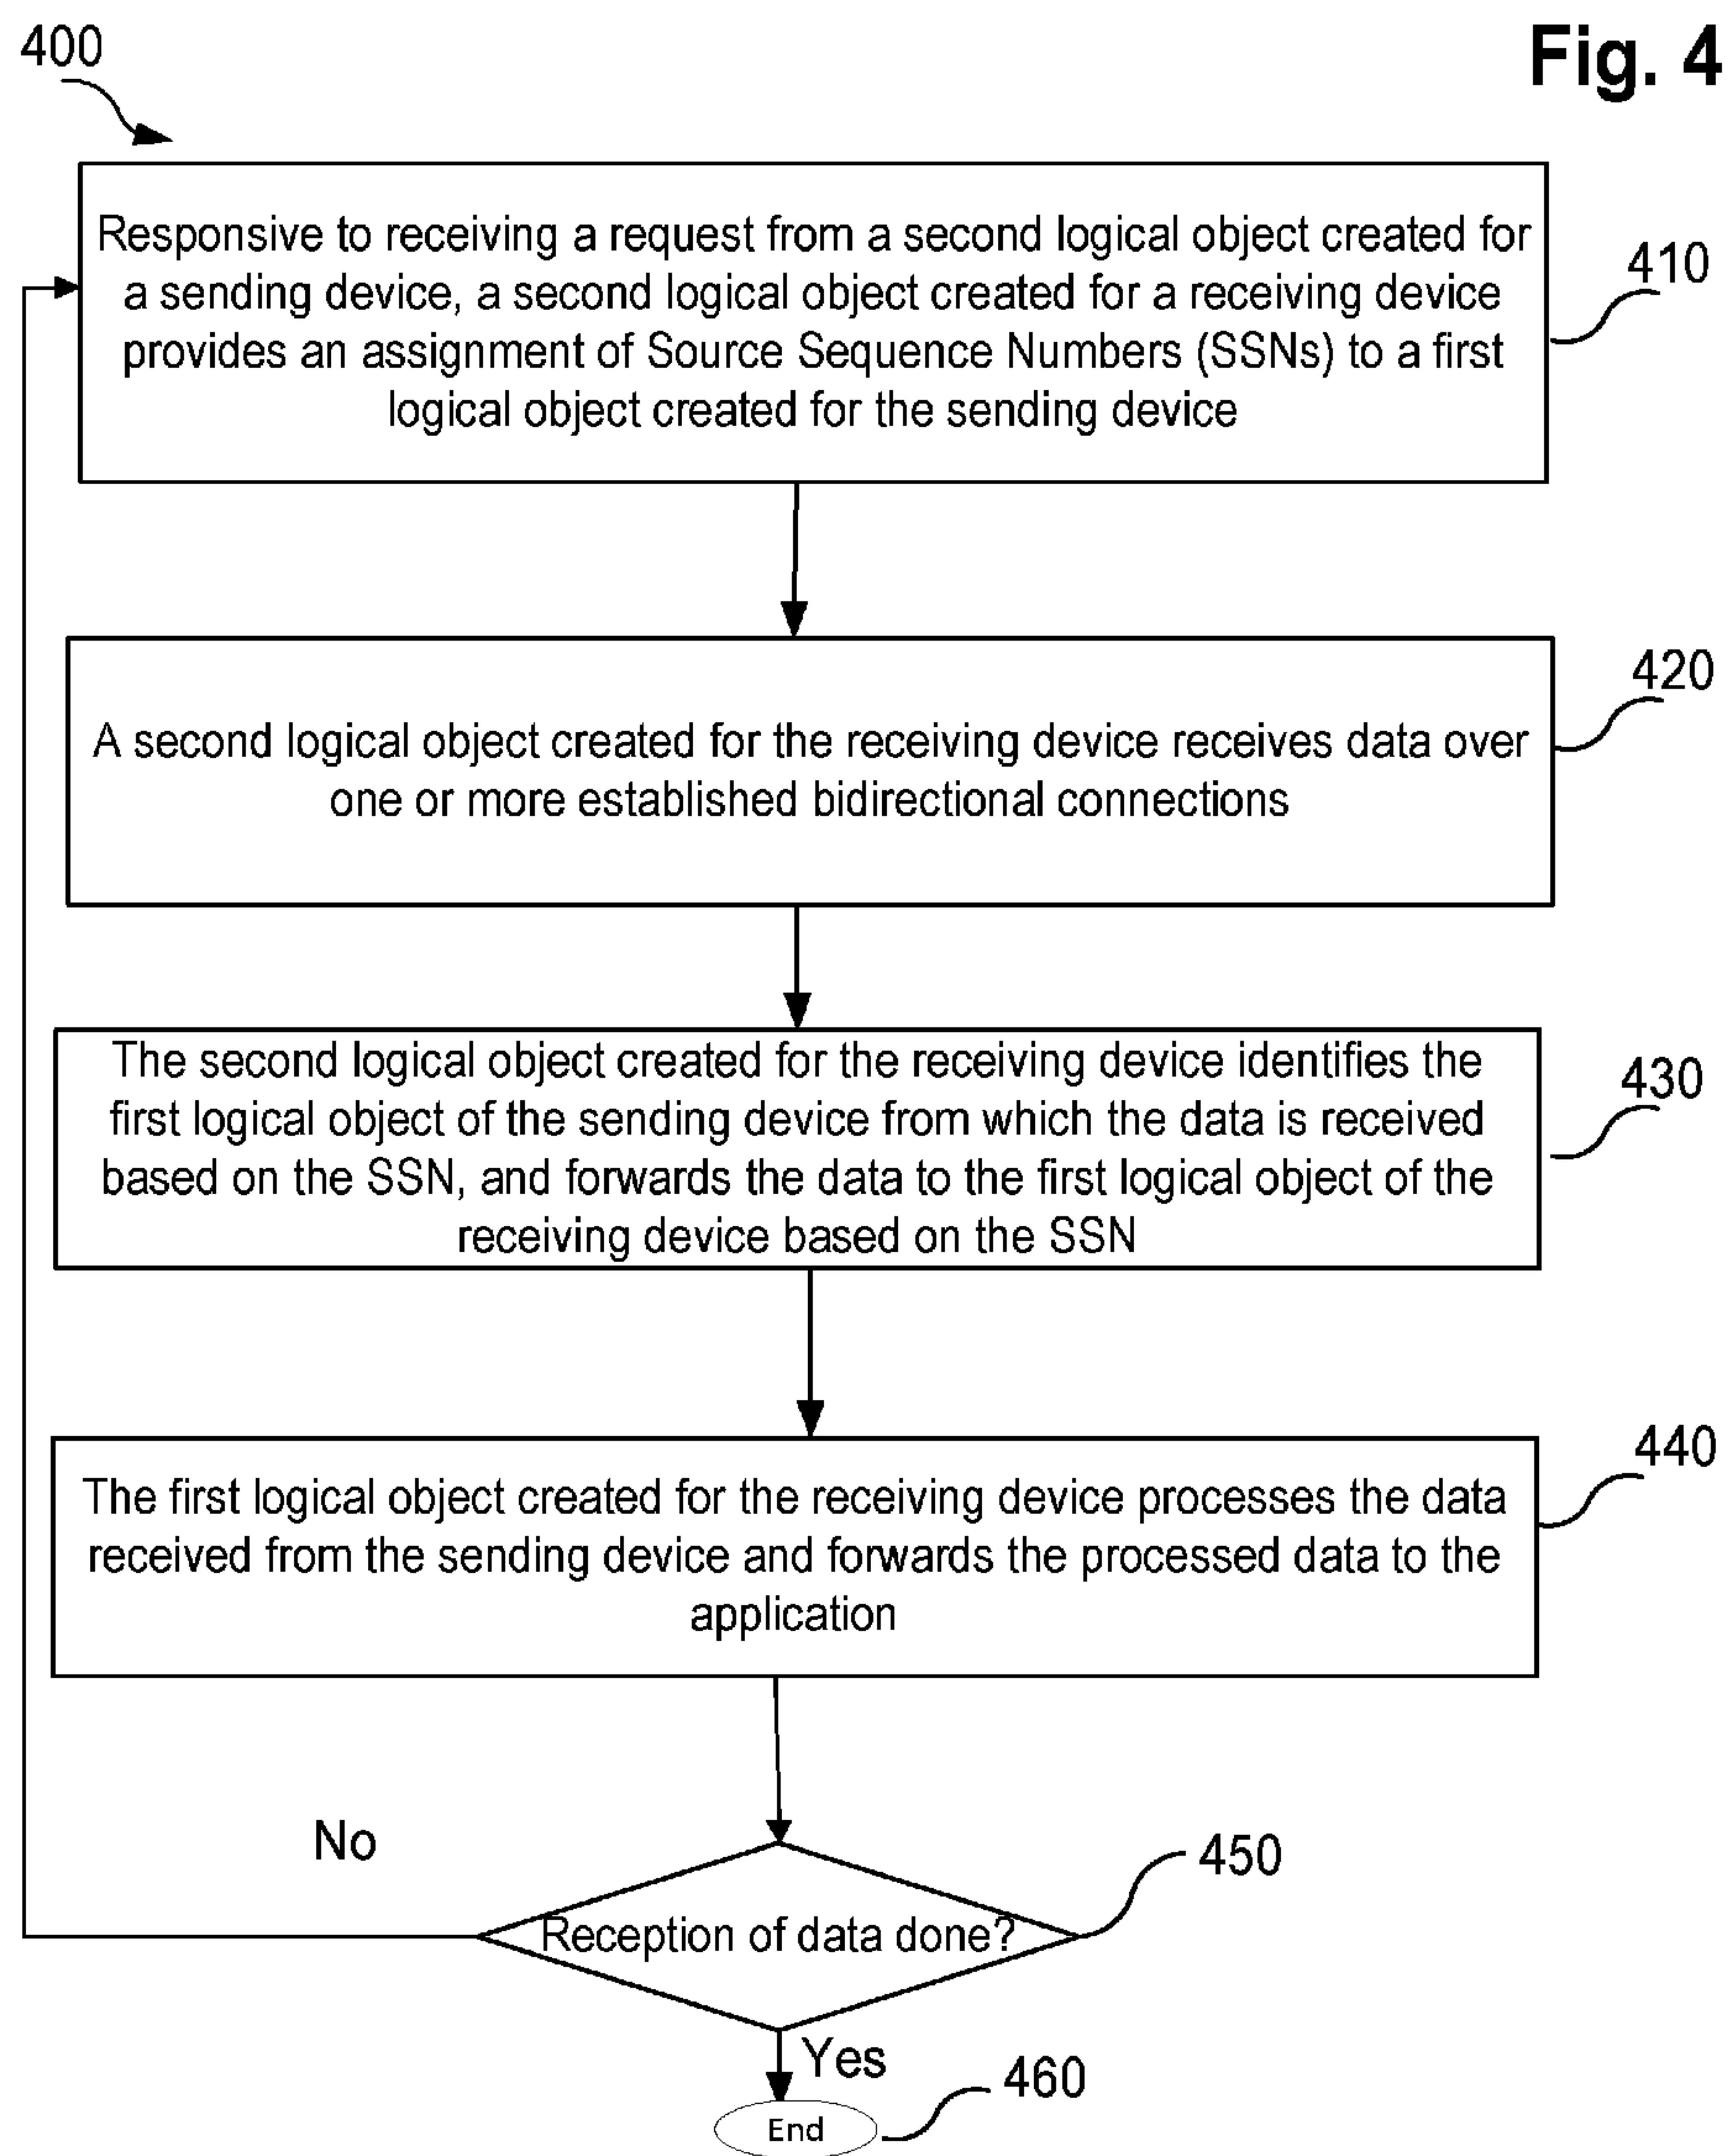 400
Fig. 4
Responsive to receiving a request from a second logical object created for
a sending device, a second logical object created for a receiving device
provides an assignment of Source Sequence Numbers (SSNs) to a first
logical object created for the sending device
410
420
A second logical object created for the receiving device receives data over
one or more established bidirectional connections
The second logical object created for the receiving device identifies the
first logical object of the sending device from which the data is received
based on the SSN, and forwards the data to the first logical object of the
receiving device based on the SSN
430
440
The first logical object created for the receiving device processes the data
received from the sending device and forwards the processed data to the
application
No
450
Reception of data done?
Yes
460
End